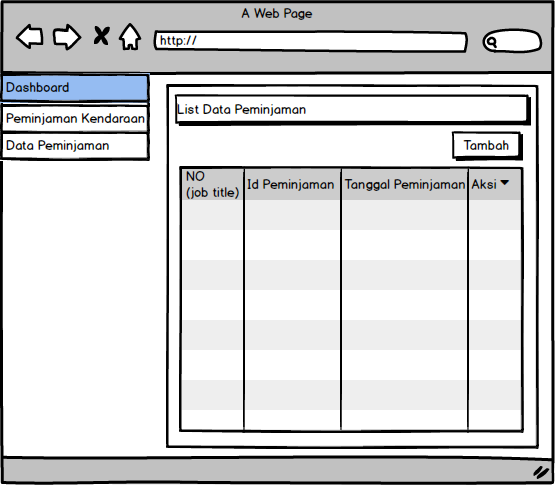 A Web Page
http://
Dashboard
Peminjaman Kendaraan
Data Peminjaman
List Data Peminjaman
Tambah
NO
(job title)
Id Peminjaman
Tanggal Peminjaman
Aksi